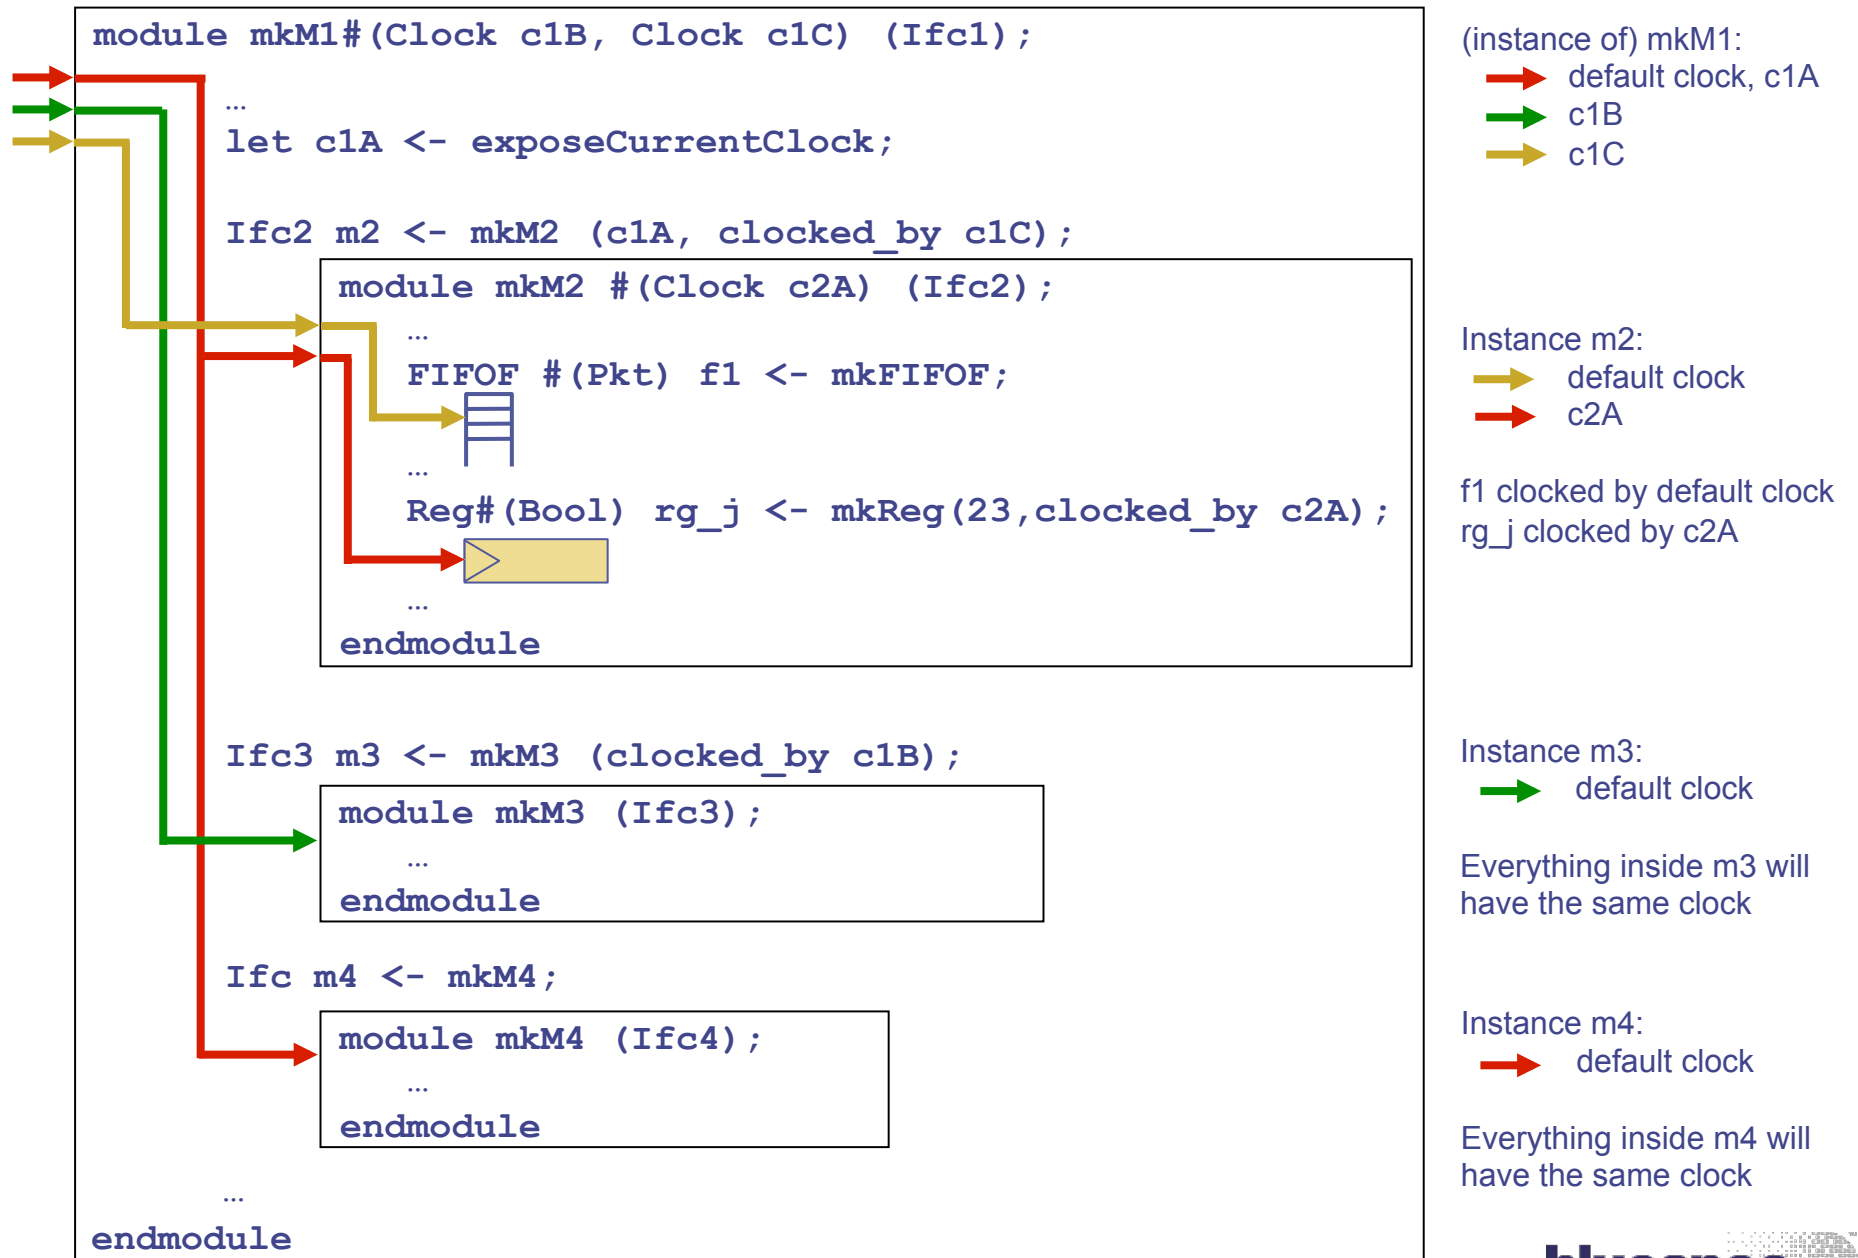 module mkM1#(Clock c1B, Clock c1C) (Ifc1);
…
let c1A <- exposeCurrentClock;
Ifc2 m2 <- mkM2 (c1A, clocked_by c1C);
module mkM2 #(Clock c2A) (Ifc2);
…
FIFOF #(Pkt) f1 <- mkFIFOF;
…
Reg#(Bool) rg_j <- mkReg(23,clocked_by c2A);
…
endmodule
Ifc3 m3 <- mkM3 (clocked_by c1B);
module mkM3 (Ifc3);
…
endmodule
Ifc m4 <- mkM4;
module mkM4 (Ifc4);
…
endmodule
…
endmodule
(instance of) mkM1:
default clock, c1A
c1B
c1C
Instance m2:
default clock
c2A
f1 clocked by default clock
rg_j clocked by c2A
Instance m3:
default clock
Everything inside m3 will
have the same clock
Instance m4:
default clock
Everything inside m4 will
have the same clock